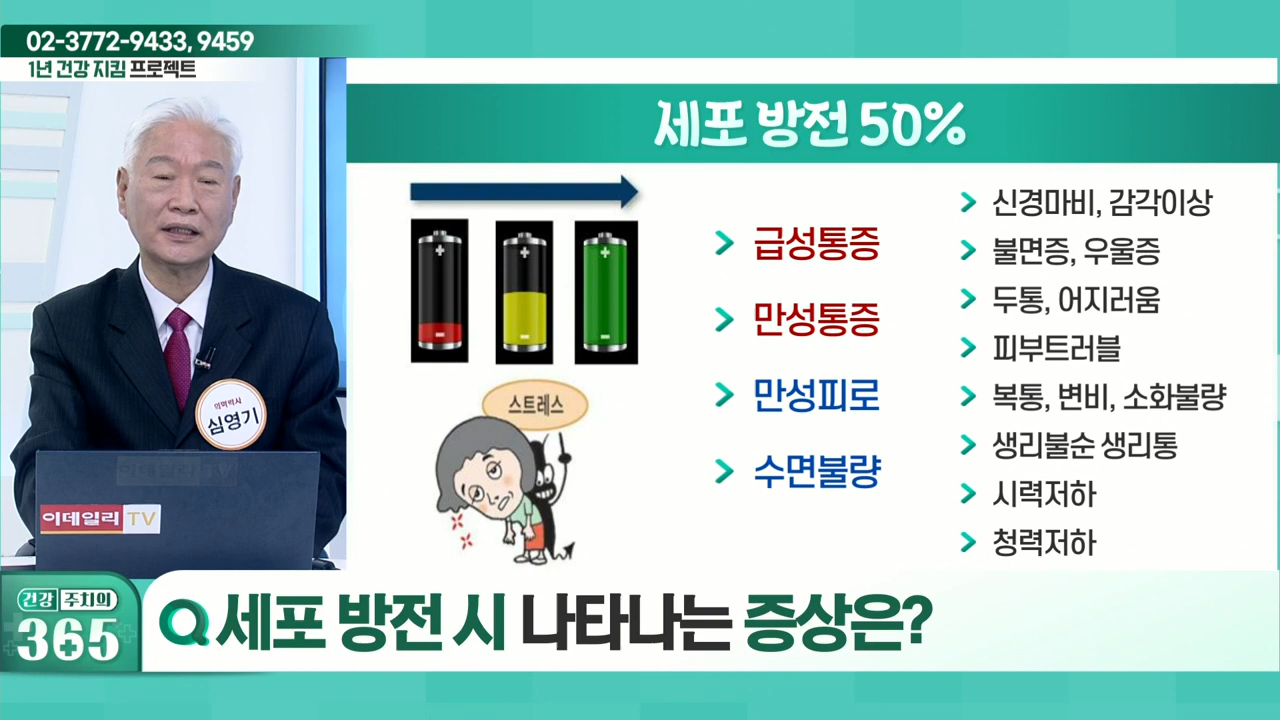 02-3772-9433, 9459
1년 건강 지킴 프로젝트
세포 방전 50%
스트레스
급성통증
만성통증
만성피로
수면불량
신경마비, 감각이상
불면증, 우울증
두통, 어지러움
피부트러블
복통, 변비, 소화불량
생리불순 생리통
시력저하
청력저하
의학박사
심영기
이데일리 TV
이데일리 TV
건강 주치의
365
Q 세포 방전 시 나타나는 증상은?